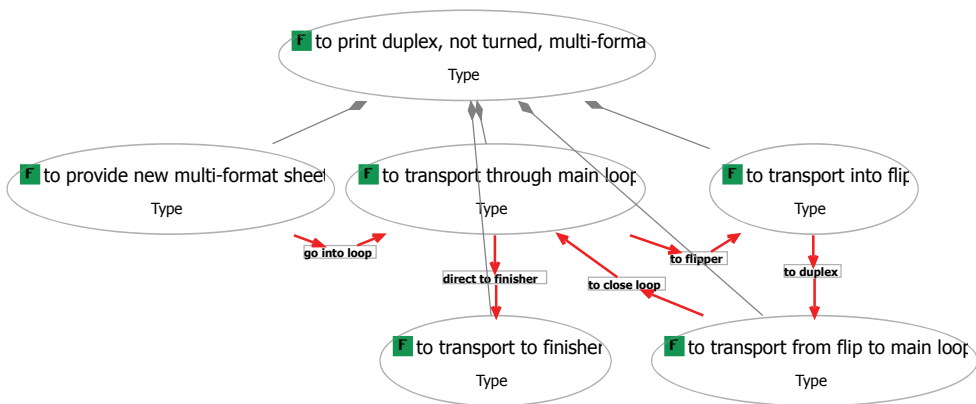 F to print duplex, not turned, multi-forma
Type
F to provide new multi-format sheet
Type
F to transport through main loop
Type
F to transport into flip
Type
go into loop
to flipper
direct to finisher
to close loop
to duplex
F to transport to finisher
Type
F to transport from flip to main loop
Type